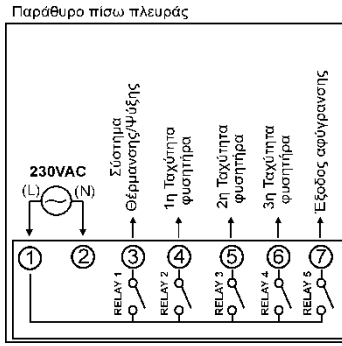 Παράθυρο πίσω πλευράς
230VAC
(L)
(N)
Σύστημα
Θέρμανσης/Ψύξης
1η Ταχύτητα
φυσητήρα
2η Ταχύτητα
φυσητήρα
3η Ταχύτητα
φυσητήρα
Έξοδος αφύγρανσης
1
2
3
4
5
6
7
RELAY 1
RELAY 2
RELAY 3
RELAY 4
RELAY 5